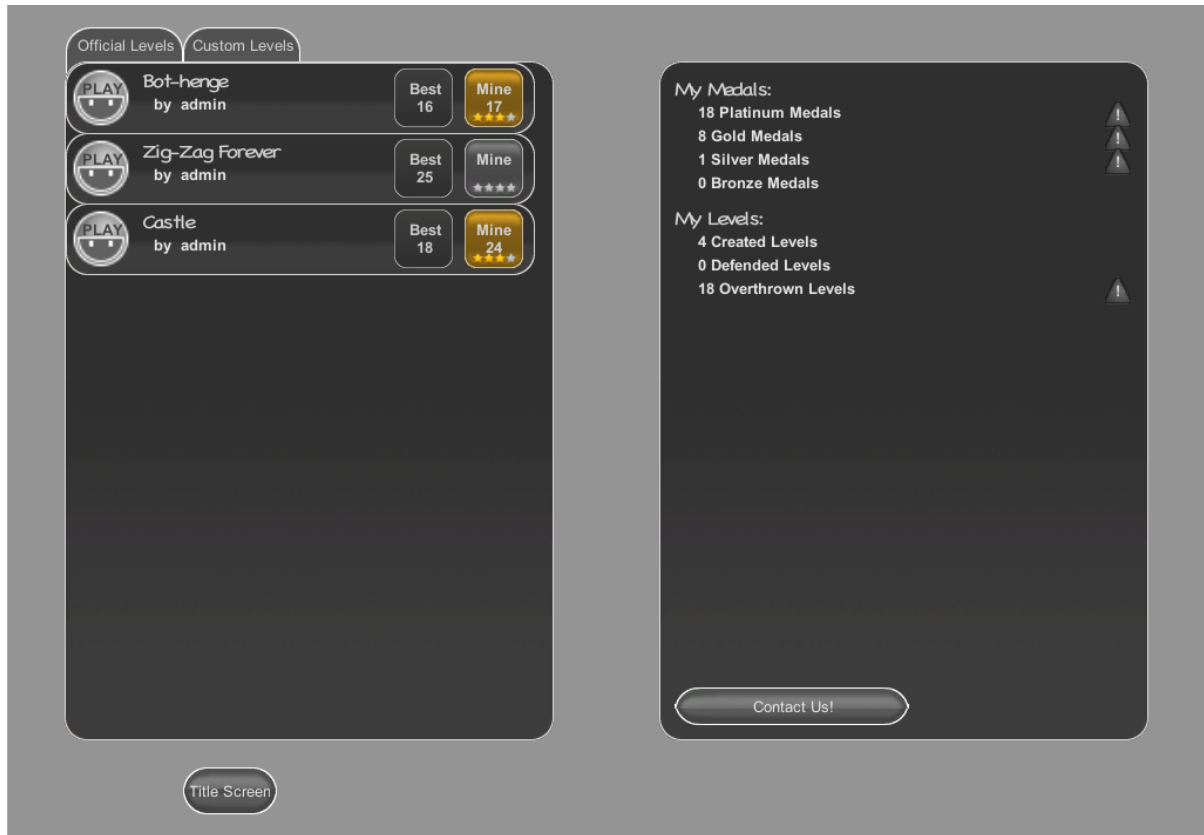 Official Levels Custom Levels
PLAY Bot-henge
by admin
Best
16
Mine
17
PLAY Zig-Zag Forever
by admin
Best
25
Mine
PLAY Castle
by admin
Best
18
Mine
24
My Medals:
18 Platinum Medals !
8 Gold Medals !
1 Silver Medals !
0 Bronze Medals
My Levels:
4 Created Levels
0 Defended Levels
18 Overthrown Levels !
Contact Us!
Title Screen